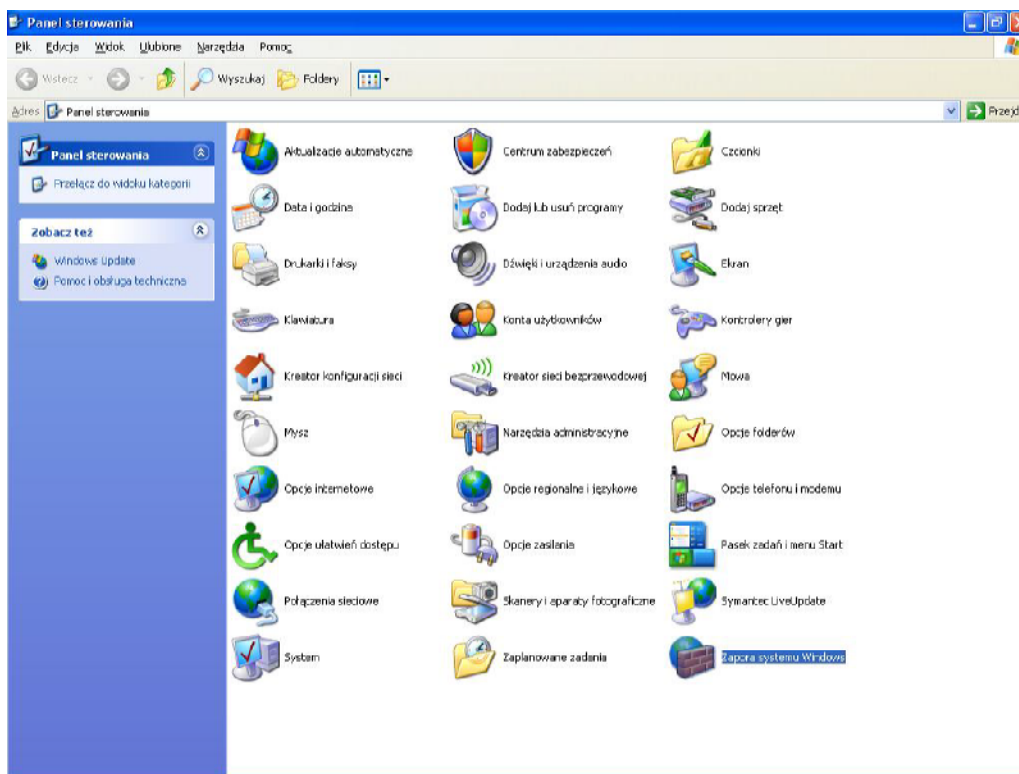 Panel sterowania
Plik Edycja Widok Ulubione Narzędzia Pomoc
Wstecz Wyszukaj Foldery
Adres Panel sterowania Przejdź
Panel sterowania
Przełącz do widoku kategorii
Zobacz też
Windows Update
Pomoc i obsługa techniczna
Aktualizacje automatyczne Centrum zabezpieczeń Czcionki
Data i godzina Dodaj lub usuń programy Dodaj sprzęt
Drukarki i faksy Dźwięki i urządzenia audio Ekran
Klawiatura Konta użytkowników Kontrolery gier
Kreator konfiguracji sieci Kreator sieci bezprzewodowej Mowa
Mysz Narzędzia administracyjne Opcje folderów
Opcje internetowe Opcje regionalne i językowe Opcje telefonu i modemu
Opcje ułatwień dostępu Opcje zasilania Pasek zadań i menu Start
Połączenia sieciowe Skanery i aparaty fotograficzne Symantec LiveUpdate
System Zaplanowane zadania Zapora systemu Windows